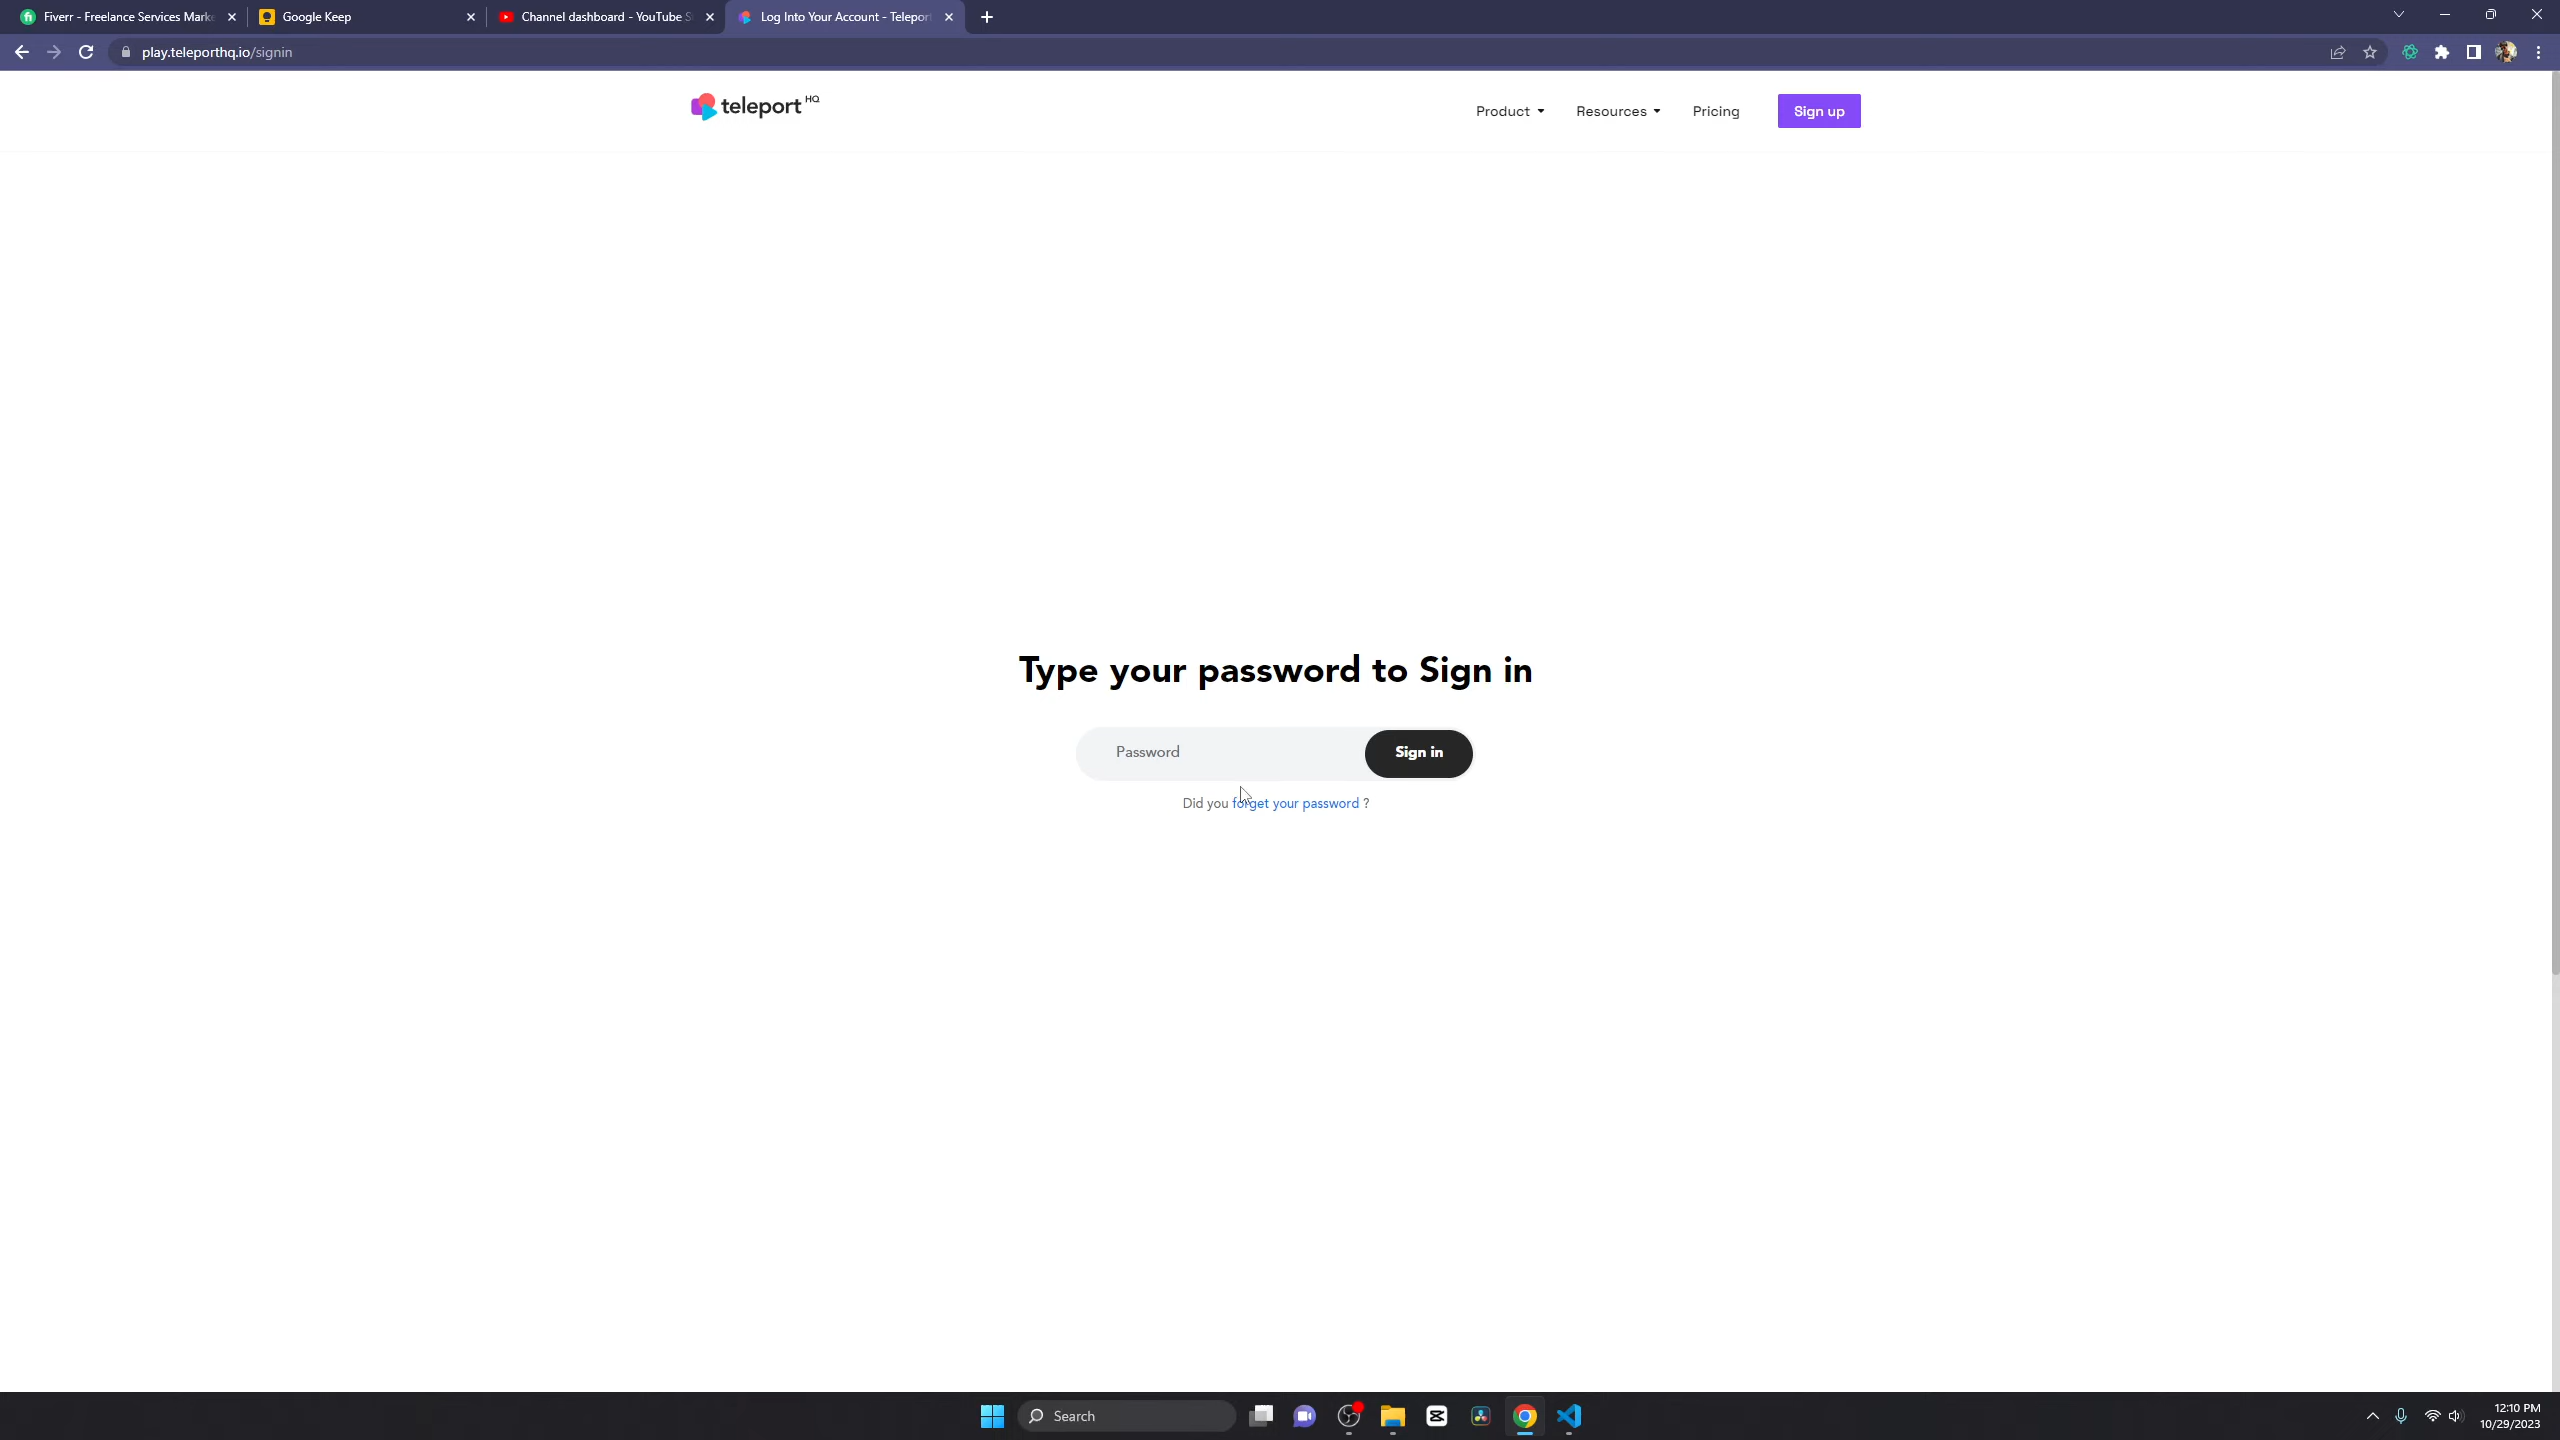 Fiverr - Freelance Services Marke
Google Keep
Channel dashboard - YouTube S
Log Into Your Account - Teleport
play.teleporthq.io/signin
teleport HQ
Product
Resources
Pricing
Sign up
Type your password to Sign in
Password
Sign in
Did you forget your password ?
Search
12:10 PM
10/29/2023